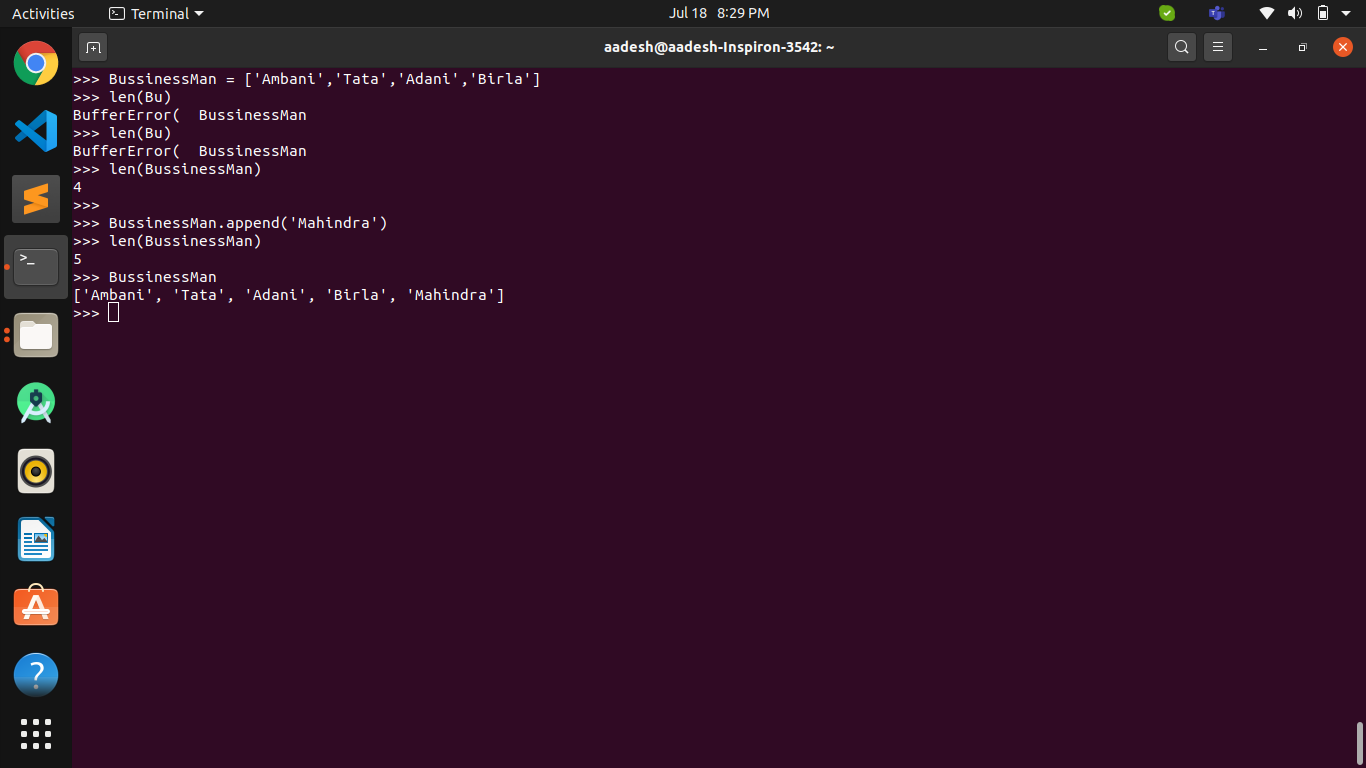 Activities
Terminal
Jul 18 8:29 PM
aadesh@aadesh-Inspiron-3542: ~
>>> BussinessMan = ['Ambani','Tata','Adani','Birla']
>>> len(Bu)
BufferError(  BussinessMan
>>> len(Bu)
BufferError(  BussinessMan
>>> len(BussinessMan)
4
>>>
>>> BussinessMan.append('Mahindra')
>>> len(BussinessMan)
5
>>> BussinessMan
['Ambani', 'Tata', 'Adani', 'Birla', 'Mahindra']
>>>